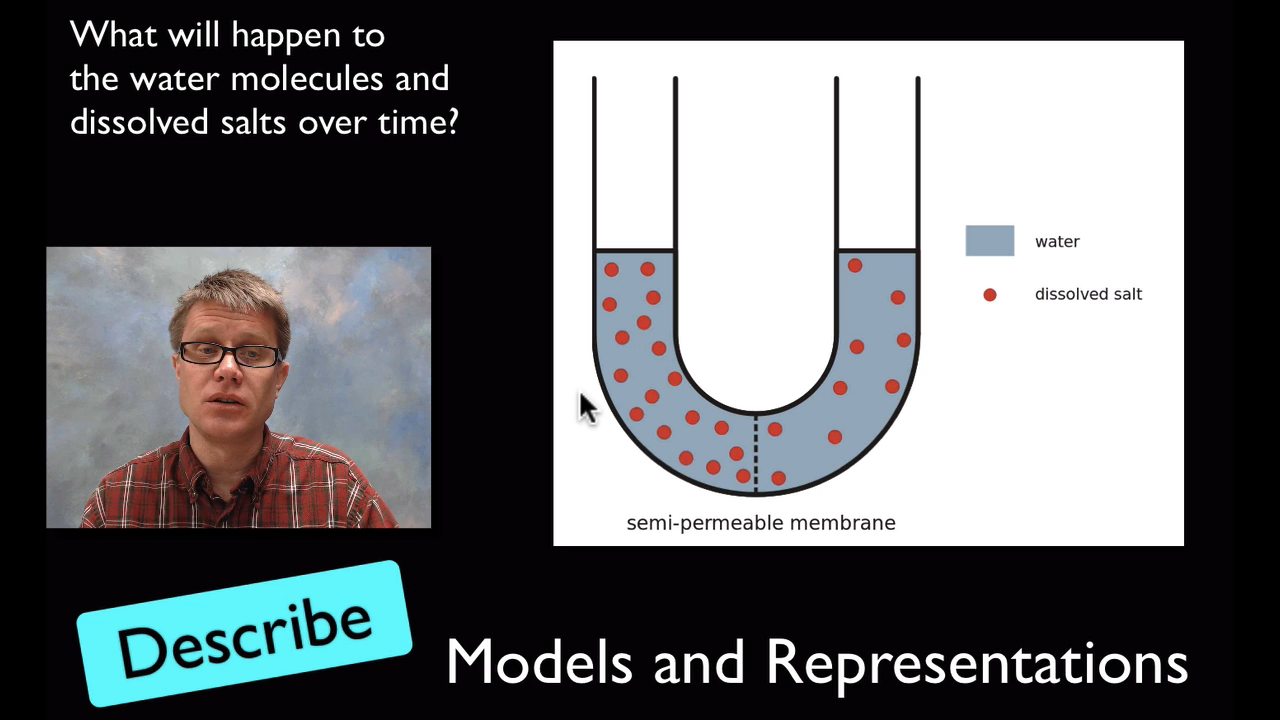 What will happen to
the water molecules and
dissolved salts over time?
water
dissolved salt
semi-permeable membrane
Describe
Models and Representations